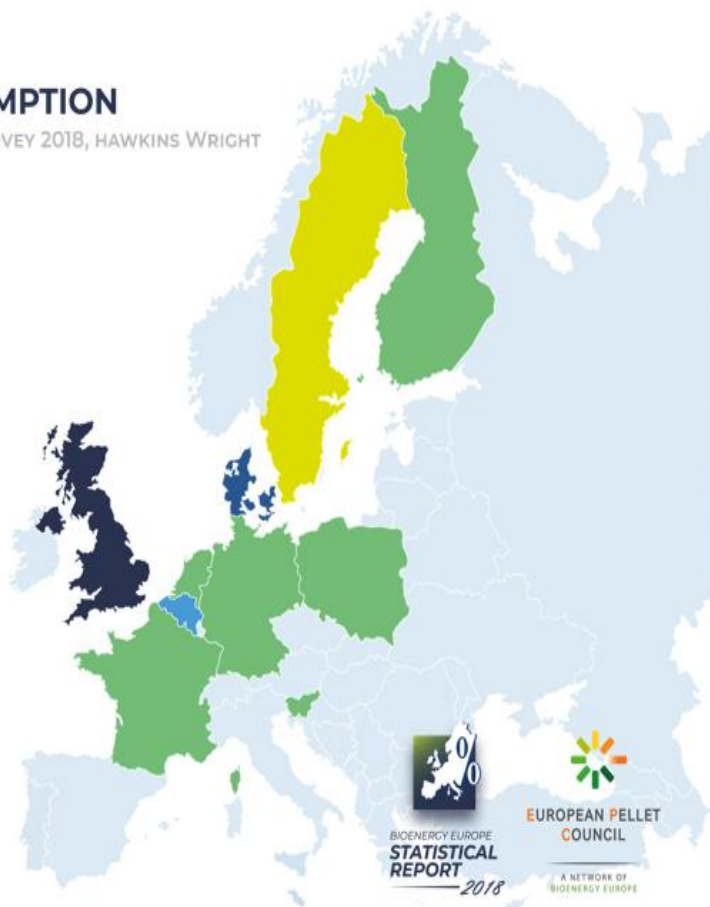 MPTION
VEY 2018, HAWKINS WRIGHT
BIOENERGY EUROPE
STATISTICAL
REPORT
2018
EUROPEAN PELLET
COUNCIL
A NETWORK OF
BIOENERGY EUROPE